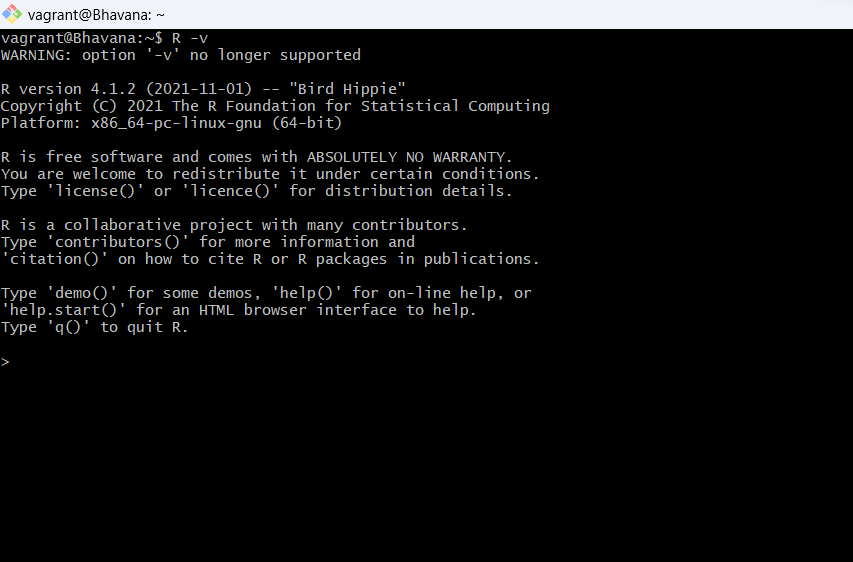 vagrant@Bhavana: ~
vagrant@Bhavana:~$ R -v
WARNING: option '-v' no longer supported
R version 4.1.2 (2021-11-01) -- "Bird Hippie"
Copyright (C) 2021 The R Foundation for Statistical Computing
Platform: x86_64-pc-linux-gnu (64-bit)
R is free software and comes with ABSOLUTELY NO WARRANTY.
You are welcome to redistribute it under certain conditions.
Type 'license()' or 'licence()' for distribution details.
R is a collaborative project with many contributors.
Type 'contributors()' for more information and
'citation()' on how to cite R or R packages in publications.
Type 'demo()' for some demos, 'help()' for on-line help, or
'help.start()' for an HTML browser interface to help.
Type 'q()' to quit R.
>